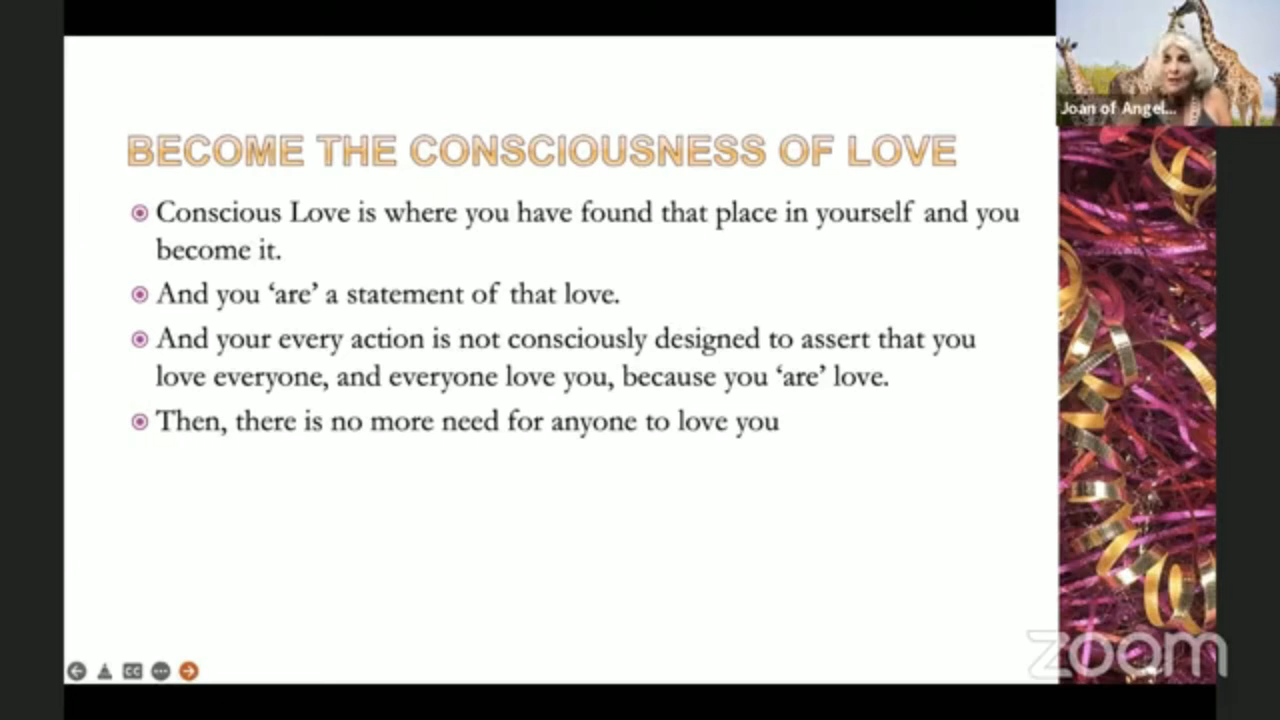 Joan of Angel...
BECOME THE CONSCIOUSNESS OF LOVE
Conscious Love is where you have found that place in yourself and you
become it.
And you ‘are’ a statement of that love.
And your every action is not consciously designed to assert that you
love everyone, and everyone love you, because you ‘are’ love.
Then, there is no more need for anyone to love you
CC
zoom